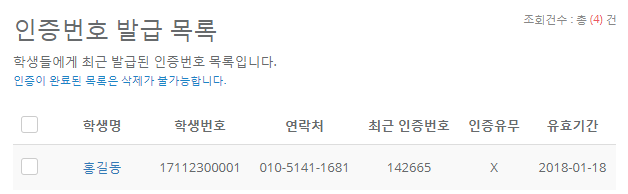 인증번호 발급 목록
조회건수 : 총 (4) 건
학생들에게 최근 발급된 인증번호 목록입니다.
인증이 완료된 목록은 삭제가 불가능합니다.
학생명 학생번호 연락처 최근 인증번호 인증유무 유효기간
홍길동 17112300001 010-5141-1681 142665 X 2018-01-18